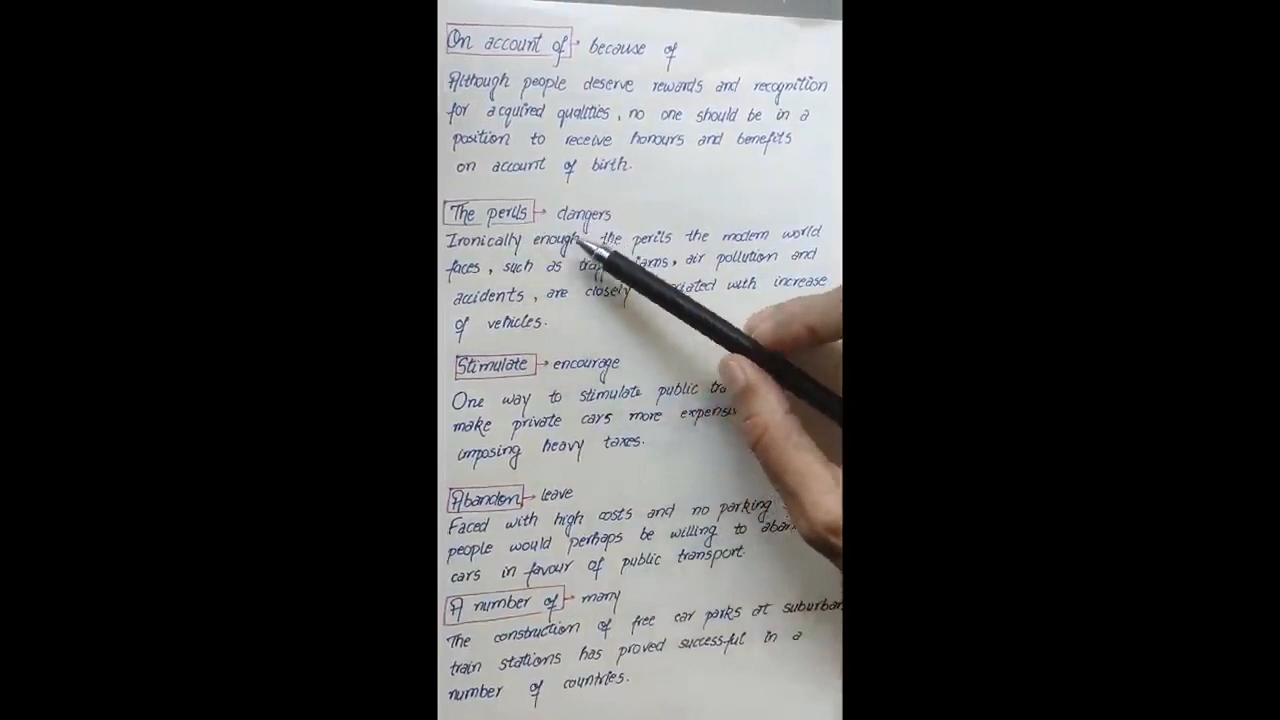 On account of → because of
Although people deserve rewards and recognition
for acquired qualities, no one should be in a
position to receive honours and benefits
on account of birth.
The perils → dangers
Ironically enough the perils the modern world
faces, such as jams, air pollution and
accidents, are closely with increase
of vehicles.
Stimulate → encourage
One way to stimulate public
make private cars more
imposing heavy taxes.
Abandon → leave
Faced with high costs and no parking
people would perhaps be willing to
cars in favour of public transport.
A number of → many
The construction of free car parks at suburban
train stations has proved successful in a
number of countries.